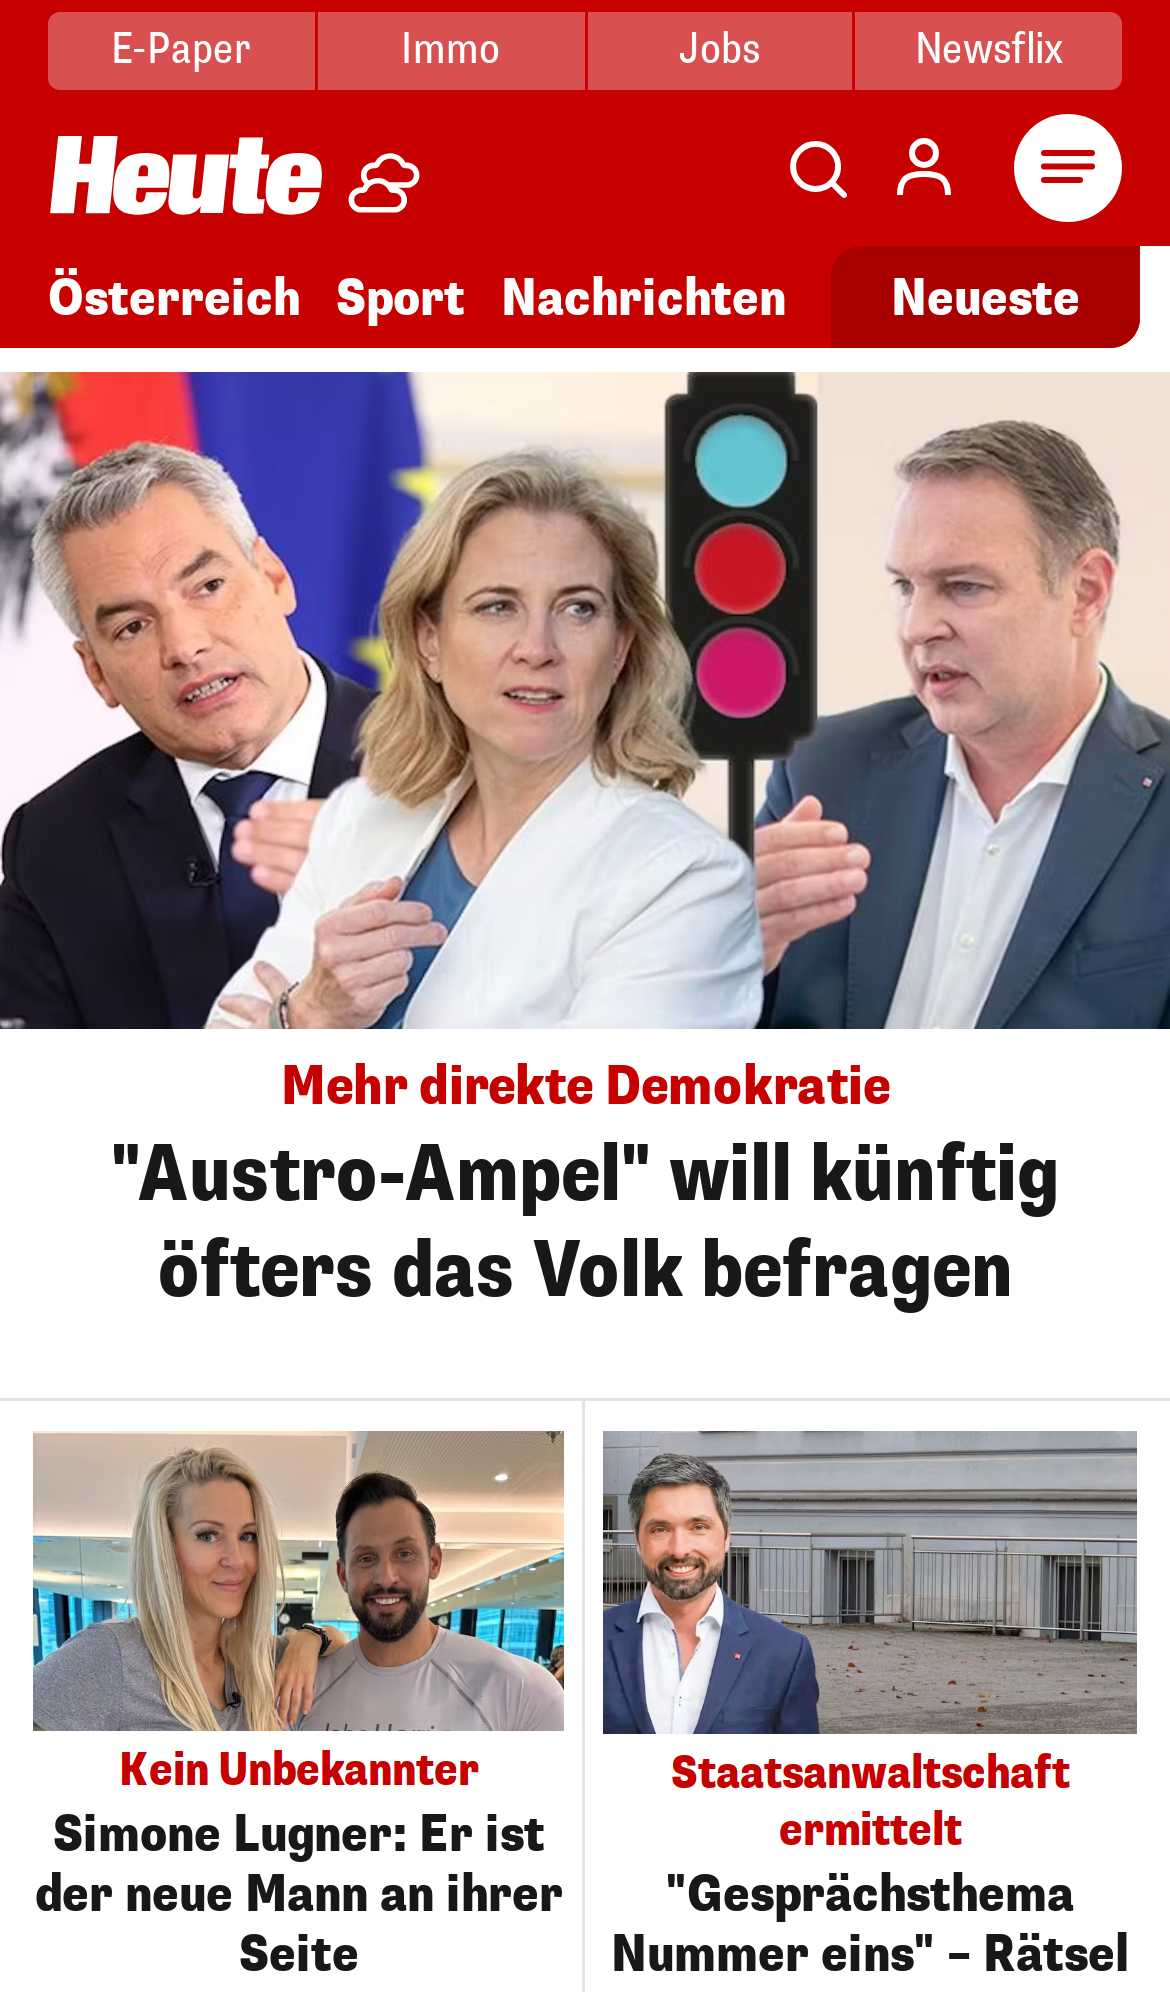 E-Paper
Immo
Jobs
Newsflix
Heute
Österreich
Sport
Nachrichten
Neueste
Mehr direkte Demokratie
"Austro-Ampel" will künftig
öfters das Volk befragen
Kein Unbekannter
Simone Lugner: Er ist
der neue Mann an ihrer
Seite
Staatsanwaltschaft
ermittelt
"Gesprächsthema
Nummer eins" – Rätsel